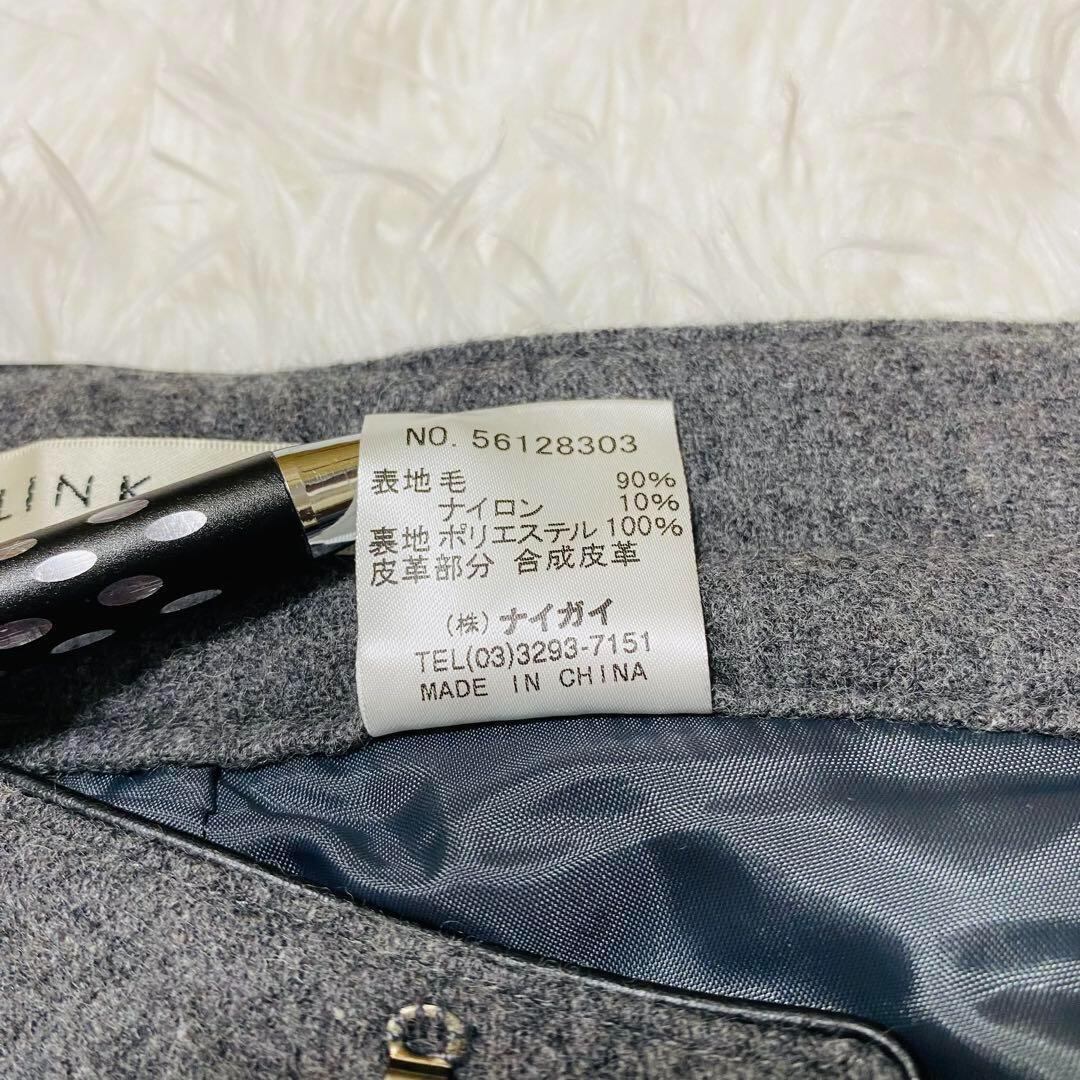 NO. 56128303
表地 毛 90%
ナイロン 10%
裏地 ポリエステル 100%
皮革部分 合成皮革
(株) ナイガイ
TEL(03)3293-7151
MADE IN CHINA